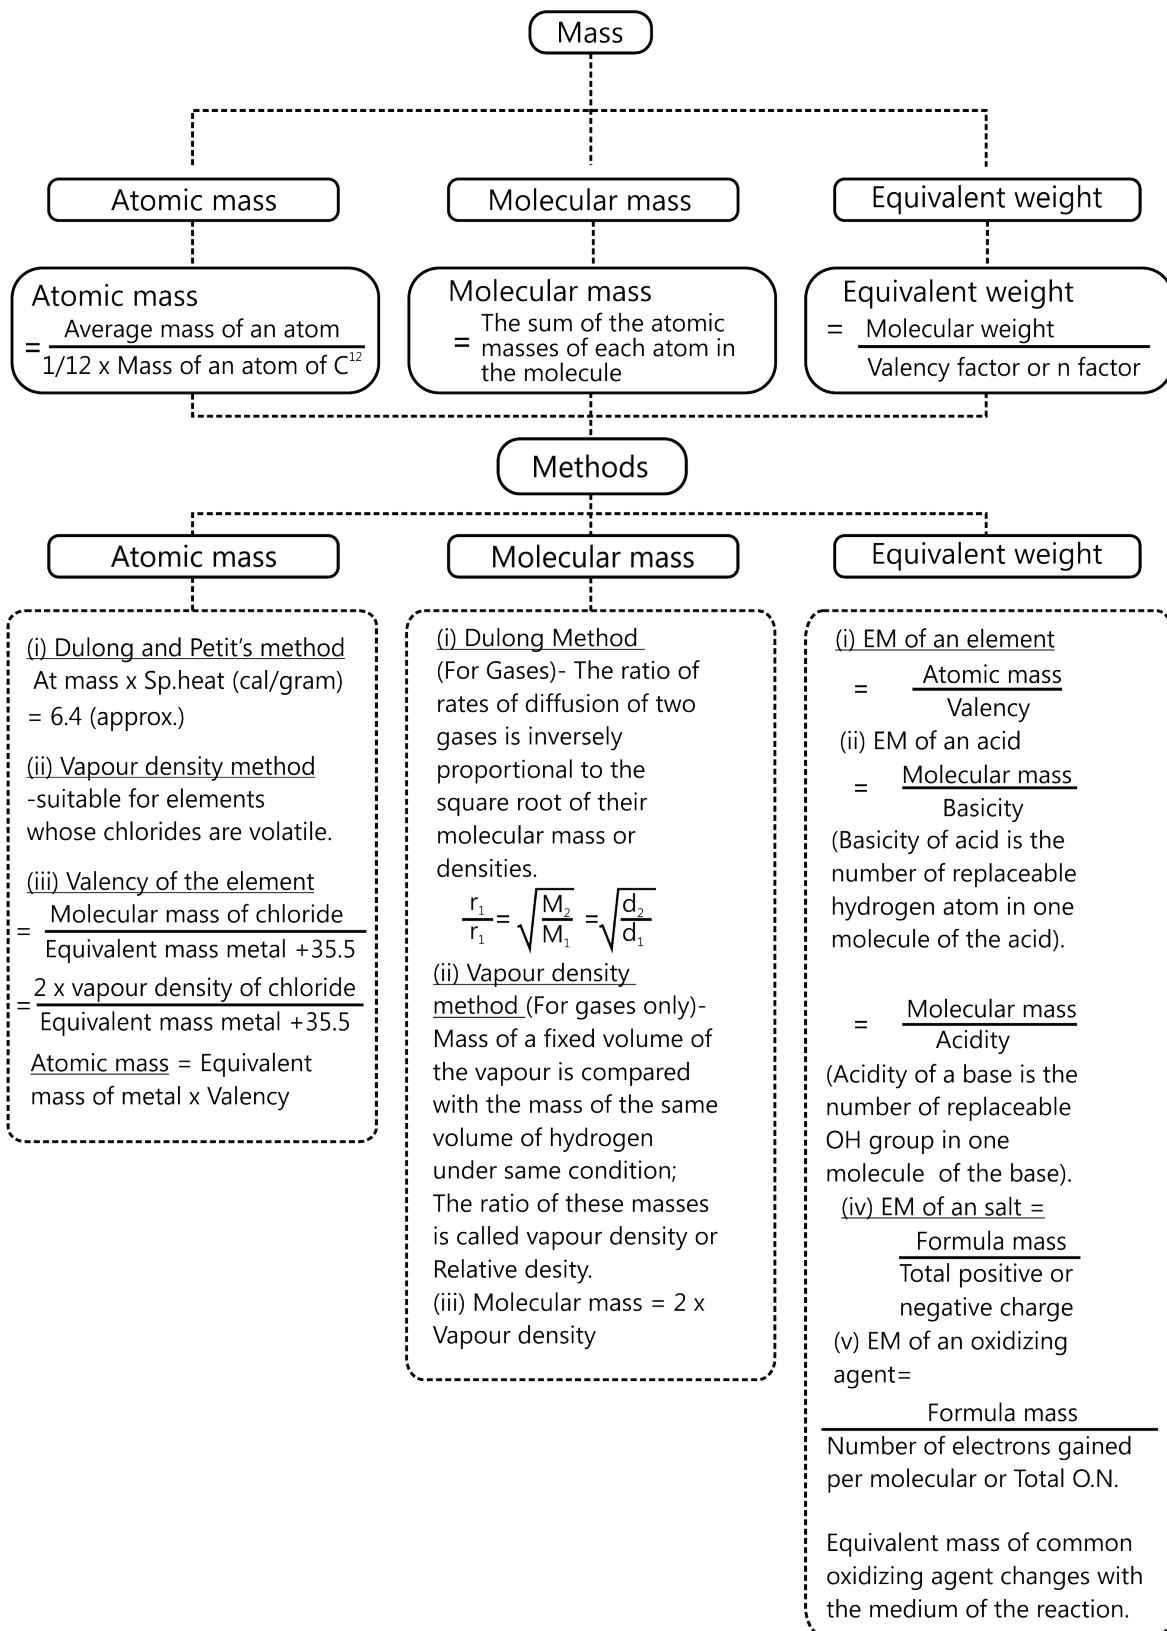 Mass
Atomic mass
Molecular mass
Equivalent weight
Atomic mass
= Average mass of an atom
1/12 x Mass of an atom of C¹²
Molecular mass
= The sum of the atomic
masses of each atom in
the molecule
Equivalent weight
= Molecular weight
Valency factor or n factor
Methods
Atomic mass
Molecular mass
Equivalent weight
(i) Dulong and Petit's method
At mass x Sp.heat (cal/gram)
= 6.4 (approx.)
(ii) Vapour density method
-suitable for elements
whose chlorides are volatile.
(iii) Valency of the element
= Molecular mass of chloride
Equivalent mass metal +35.5
= 2 x vapour density of chloride
Equivalent mass metal +35.5
Atomic mass = Equivalent
mass of metal x Valency
(i) Dulong Method
(For Gases)- The ratio of
rates of diffusion of two
gases is inversely
proportional to the
square root of their
molecular mass or
densities.
r₁/r₁ = √(M₂/M₁) = √(d₂/d₁)
(ii) Vapour density
method (For gases only)-
Mass of a fixed volume of
the vapour is compared
with the mass of the same
volume of hydrogen
under same condition;
The ratio of these masses
is called vapour density or
Relative desity.
(iii) Molecular mass = 2 x
Vapour density
(i) EM of an element
= Atomic mass
Valency
(ii) EM of an acid
= Molecular mass
Basicity
(Basicity of acid is the
number of replaceable
hydrogen atom in one
molecule of the acid).
= Molecular mass
Acidity
(Acidity of a base is the
number of replaceable
OH group in one
molecule of the base).
(iv) EM of an salt =
Formula mass
Total positive or
negative charge
(v) EM of an oxidizing
agent=
Formula mass
Number of electrons gained
per molecular or Total O.N.
Equivalent mass of common
oxidizing agent changes with
the medium of the reaction.